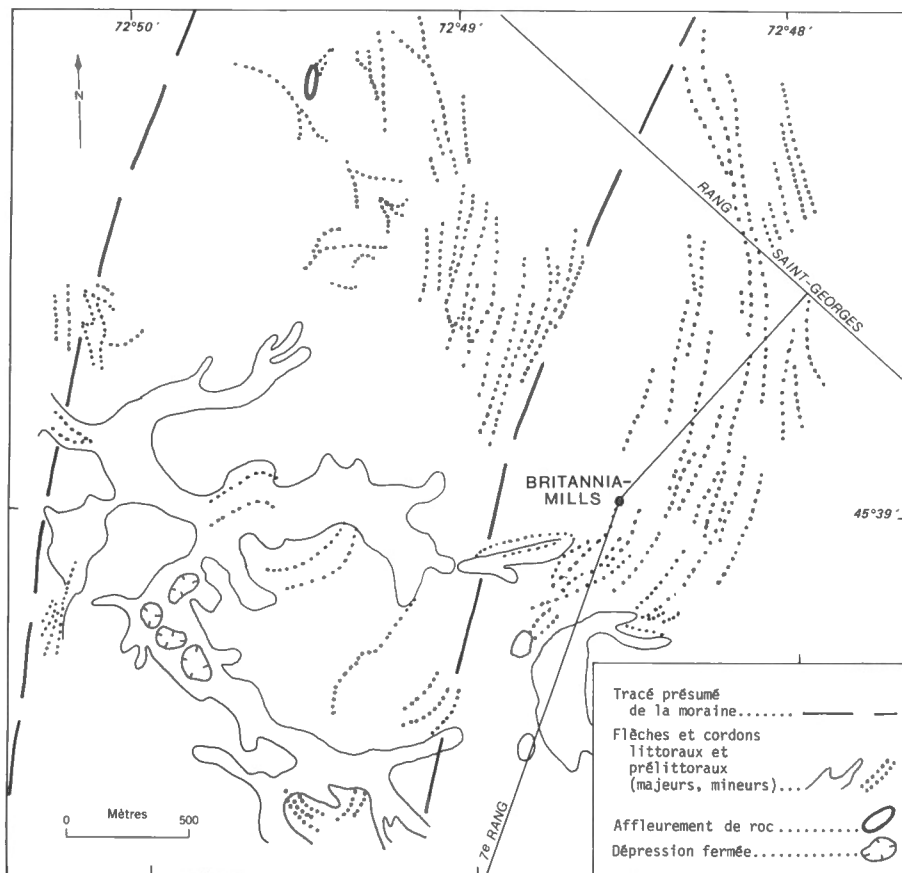 72°50´
72°49´
72°48´
N
RANG SAINT-GEORGES
BRITANNIA-
MILLS
45°39´
7e RANG
Mètres
0 500
Tracé présumé
de la moraine.......
Flèches et cordons
littoraux et
prélittoraux
(majeurs, mineurs)...
Affleurement de roc.........
Dépression fermée...........